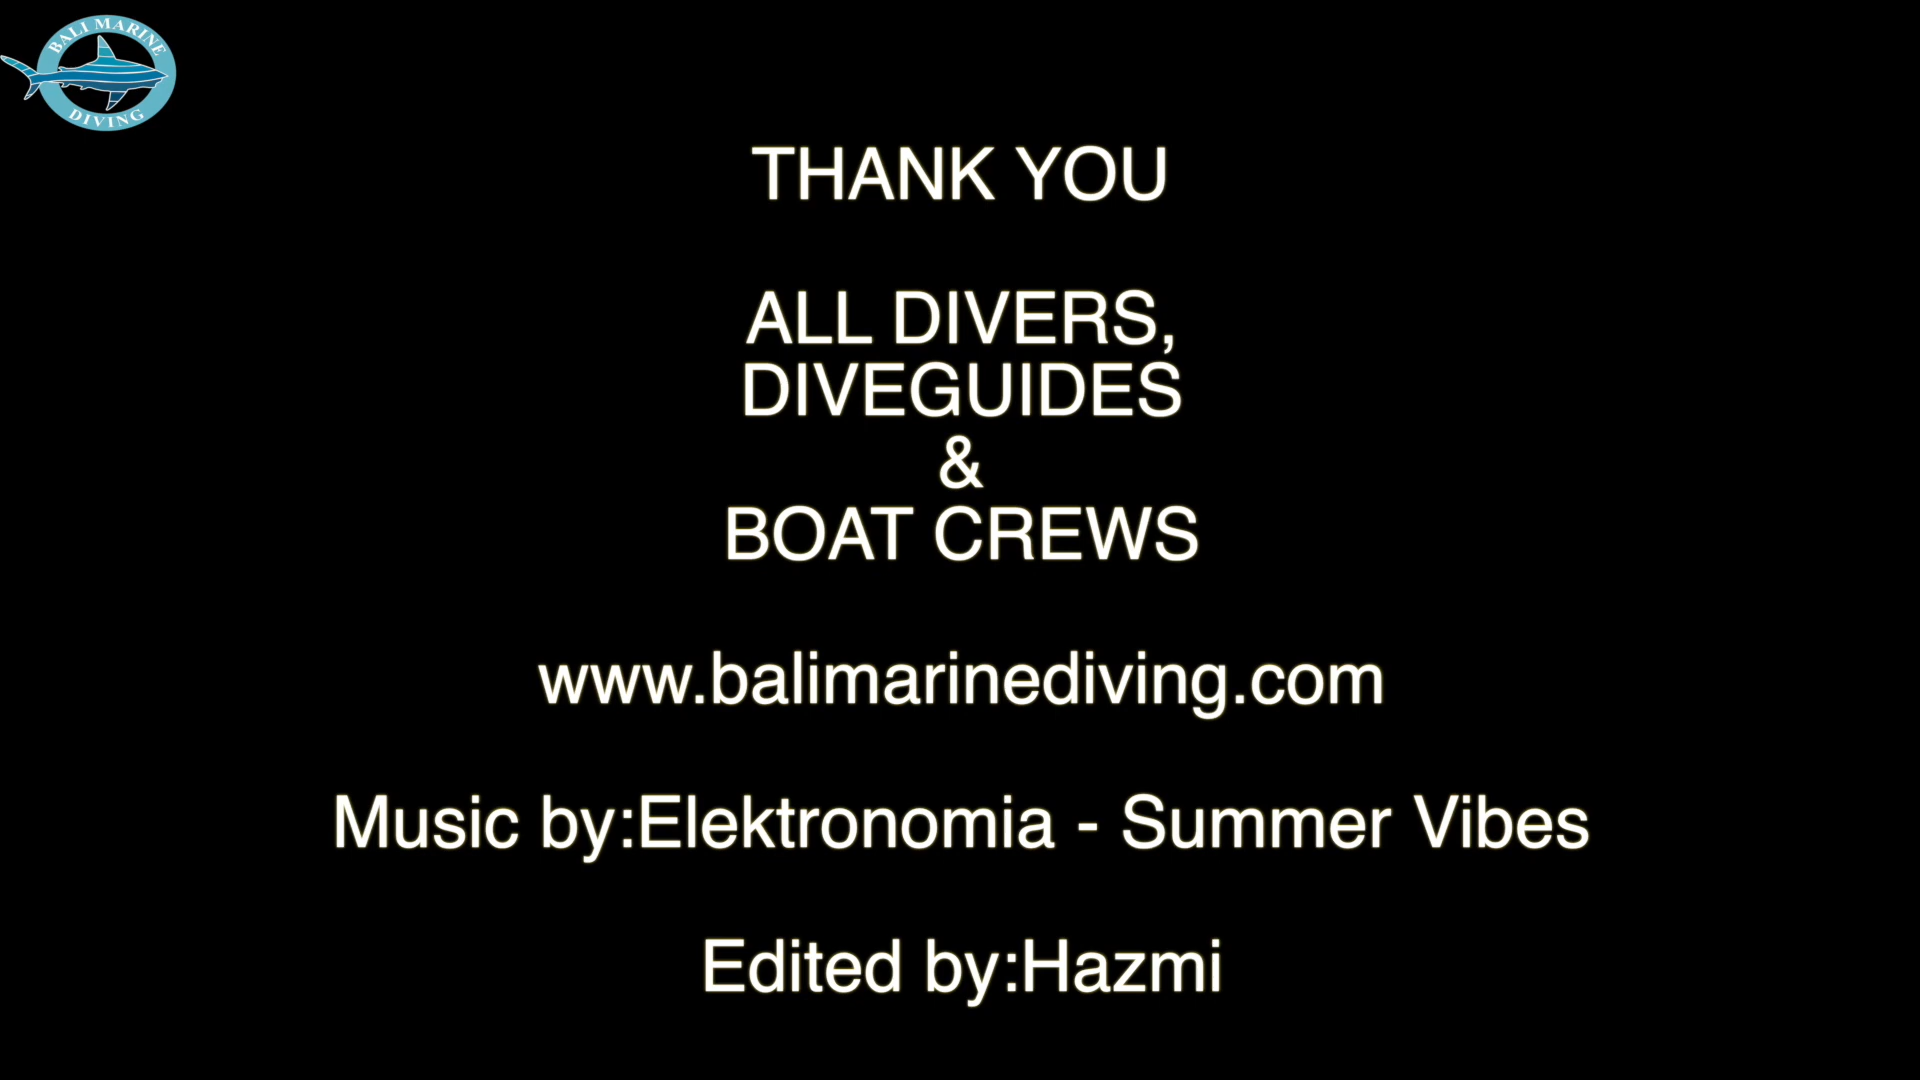 BALI MARINE
DIVING
THANK YOU
ALL DIVERS,
DIVEGUIDES
&
BOAT CREWS
www.balimarinediving.com
Music by:Elektronomia - Summer Vibes
Edited by:Hazmi